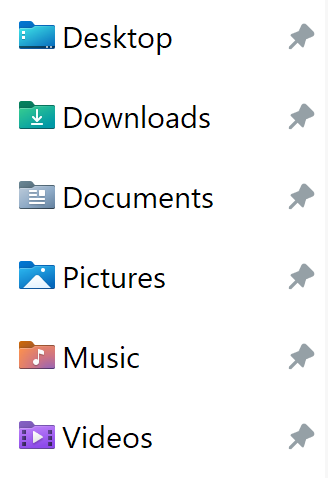 Desktop
Downloads
Documents
Pictures
Music
Videos